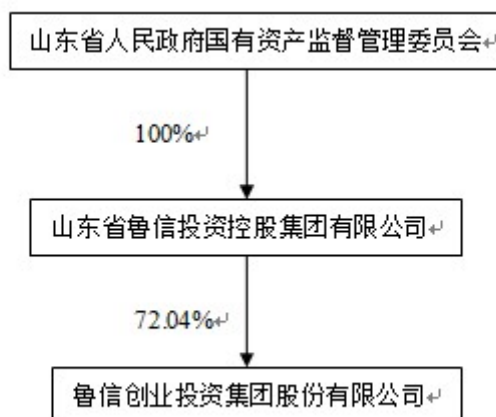 山东省人民政府国有资产监督管理委员会
100%
山东省鲁信投资控股集团有限公司
72.04%
鲁信创业投资集团股份有限公司